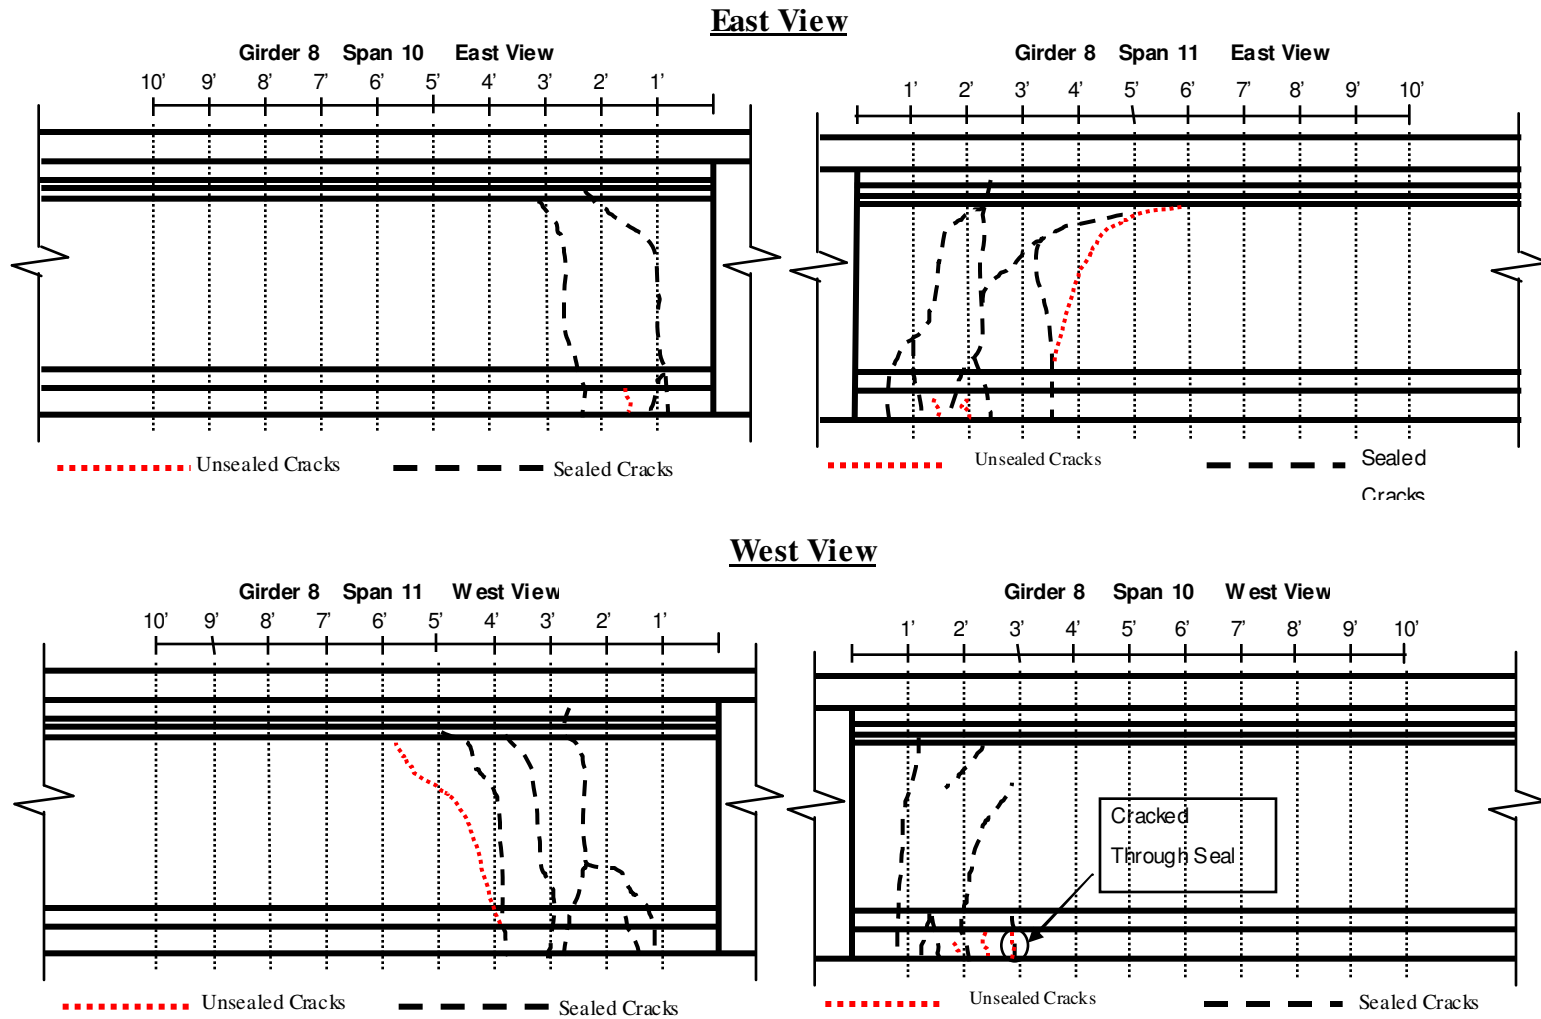 East View
Girder 8 Span 10 East View
10' 9' 8' 7' 6' 5' 4' 3' 2' 1'
Unsealed Cracks Sealed Cracks
Girder 8 Span 11 East View
1' 2' 3' 4' 5' 6' 7' 8' 9' 10'
Unsealed Cracks Sealed
Cracks
West View
Girder 8 Span 11 West View
10' 9' 8' 7' 6' 5' 4' 3' 2' 1'
Unsealed Cracks Sealed Cracks
Girder 8 Span 10 West View
1' 2' 3' 4' 5' 6' 7' 8' 9' 10'
Cracked
Through Seal
Unsealed Cracks Sealed Cracks